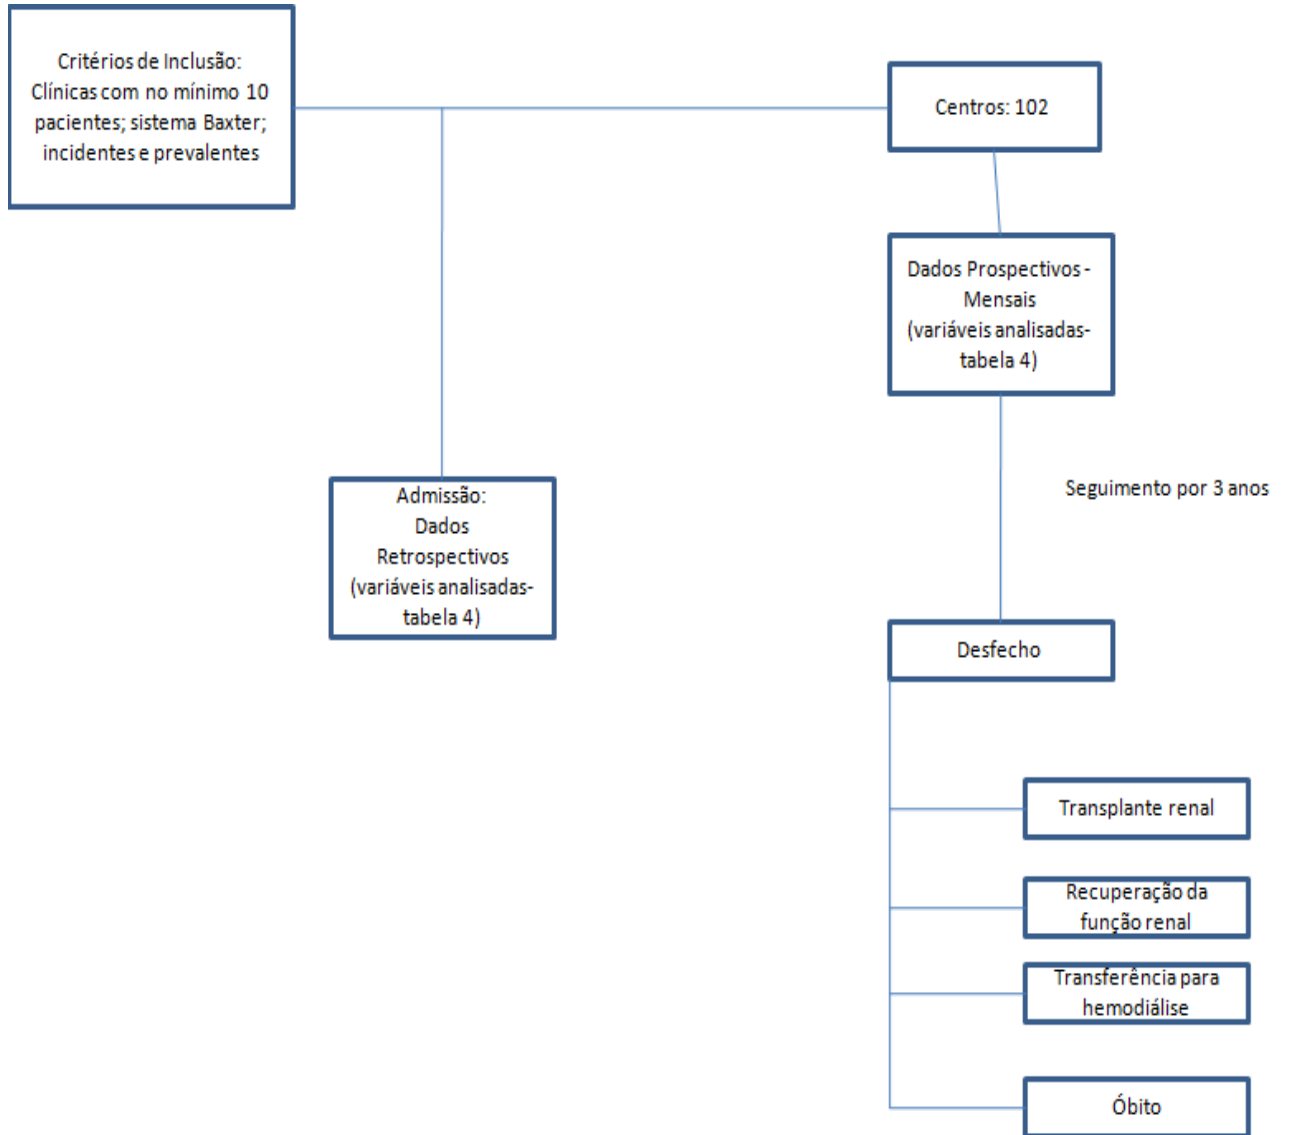 Critérios de Inclusão:
Clínicas com no mínimo 10
pacientes; sistema Baxter;
incidentes e prevalentes
Centros: 102
Dados Prospectivos -
Mensais
(variáveis analisadas-
tabela 4)
Admissão:
Dados
Retrospectivos
(variáveis analisadas-
tabela 4)
Seguimento por 3 anos
Desfecho
Transplante renal
Recuperação da
função renal
Transferência para
hemodiálise
Óbito